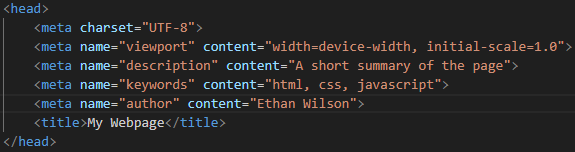 <head>
<meta charset="UTF-8">
<meta name="viewport" content="width=device-width, initial-scale=1.0">
<meta name="description" content="A short summary of the page">
<meta name="keywords" content="html, css, javascript">
<meta name="author" content="Ethan Wilson">
<title>My Webpage</title>
</head>